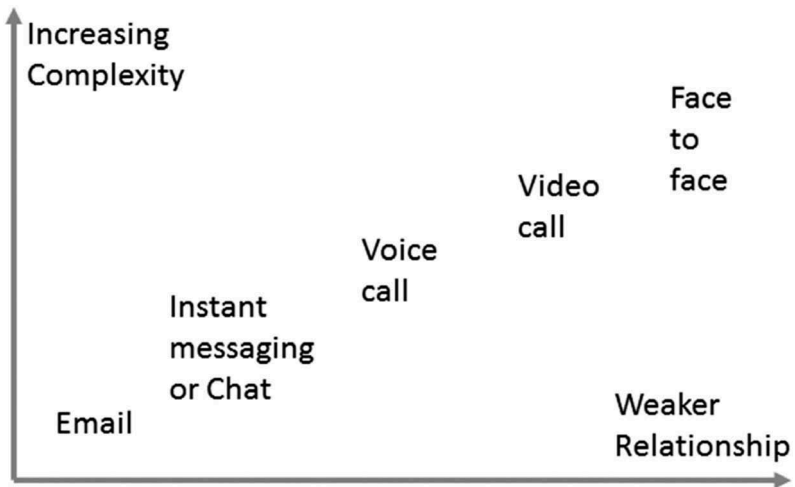 Increasing
Complexity
Face
to
face
Video
call
Voice
call
Instant
messaging
or Chat
Email
Weaker
Relationship